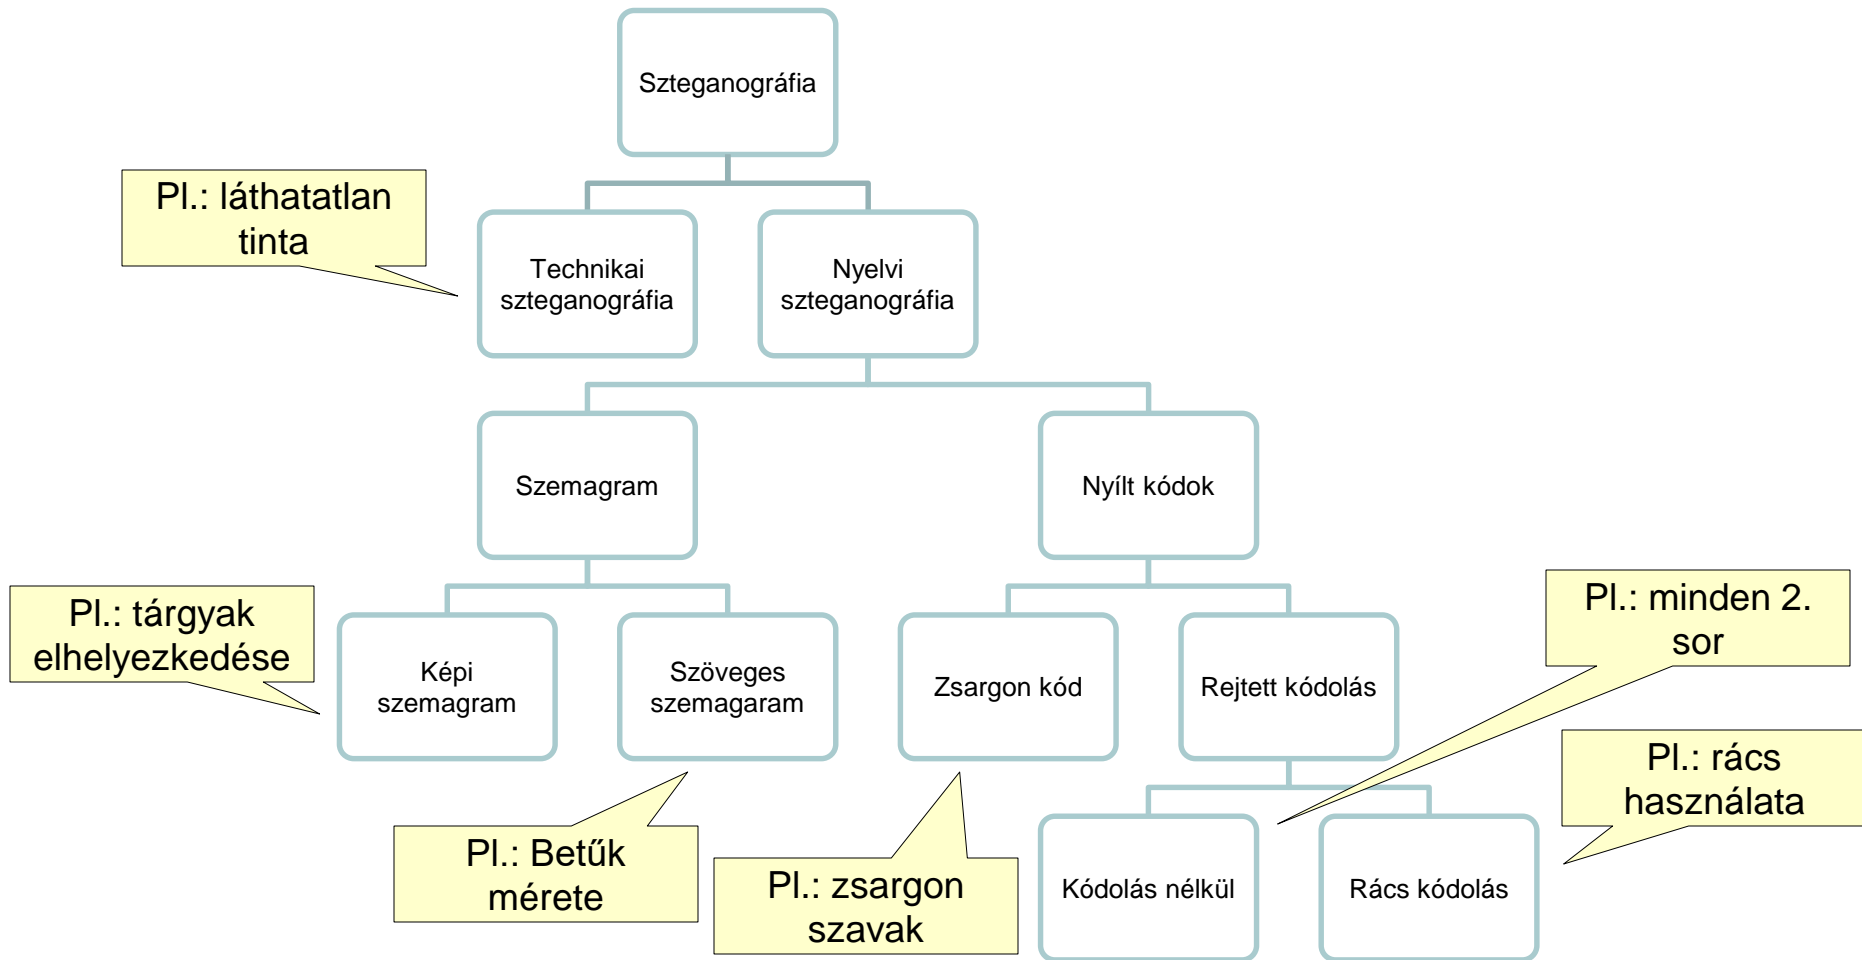 Szteganográfia
Pl.: láthatatlan
tinta
Technikai
szteganográfia
Nyelvi
szteganográfia
Szemagram
Nyílt kódok
Pl.: tárgyak
elhelyezkedése
Képi
szemagram
Szöveges
szemagaram
Zsargon kód
Rejtett kódolás
Pl.: minden 2.
sor
Pl.: rács
használata
Pl.: Betűk
mérete
Pl.: zsargon
szavak
Kódolás nélkül
Rács kódolás